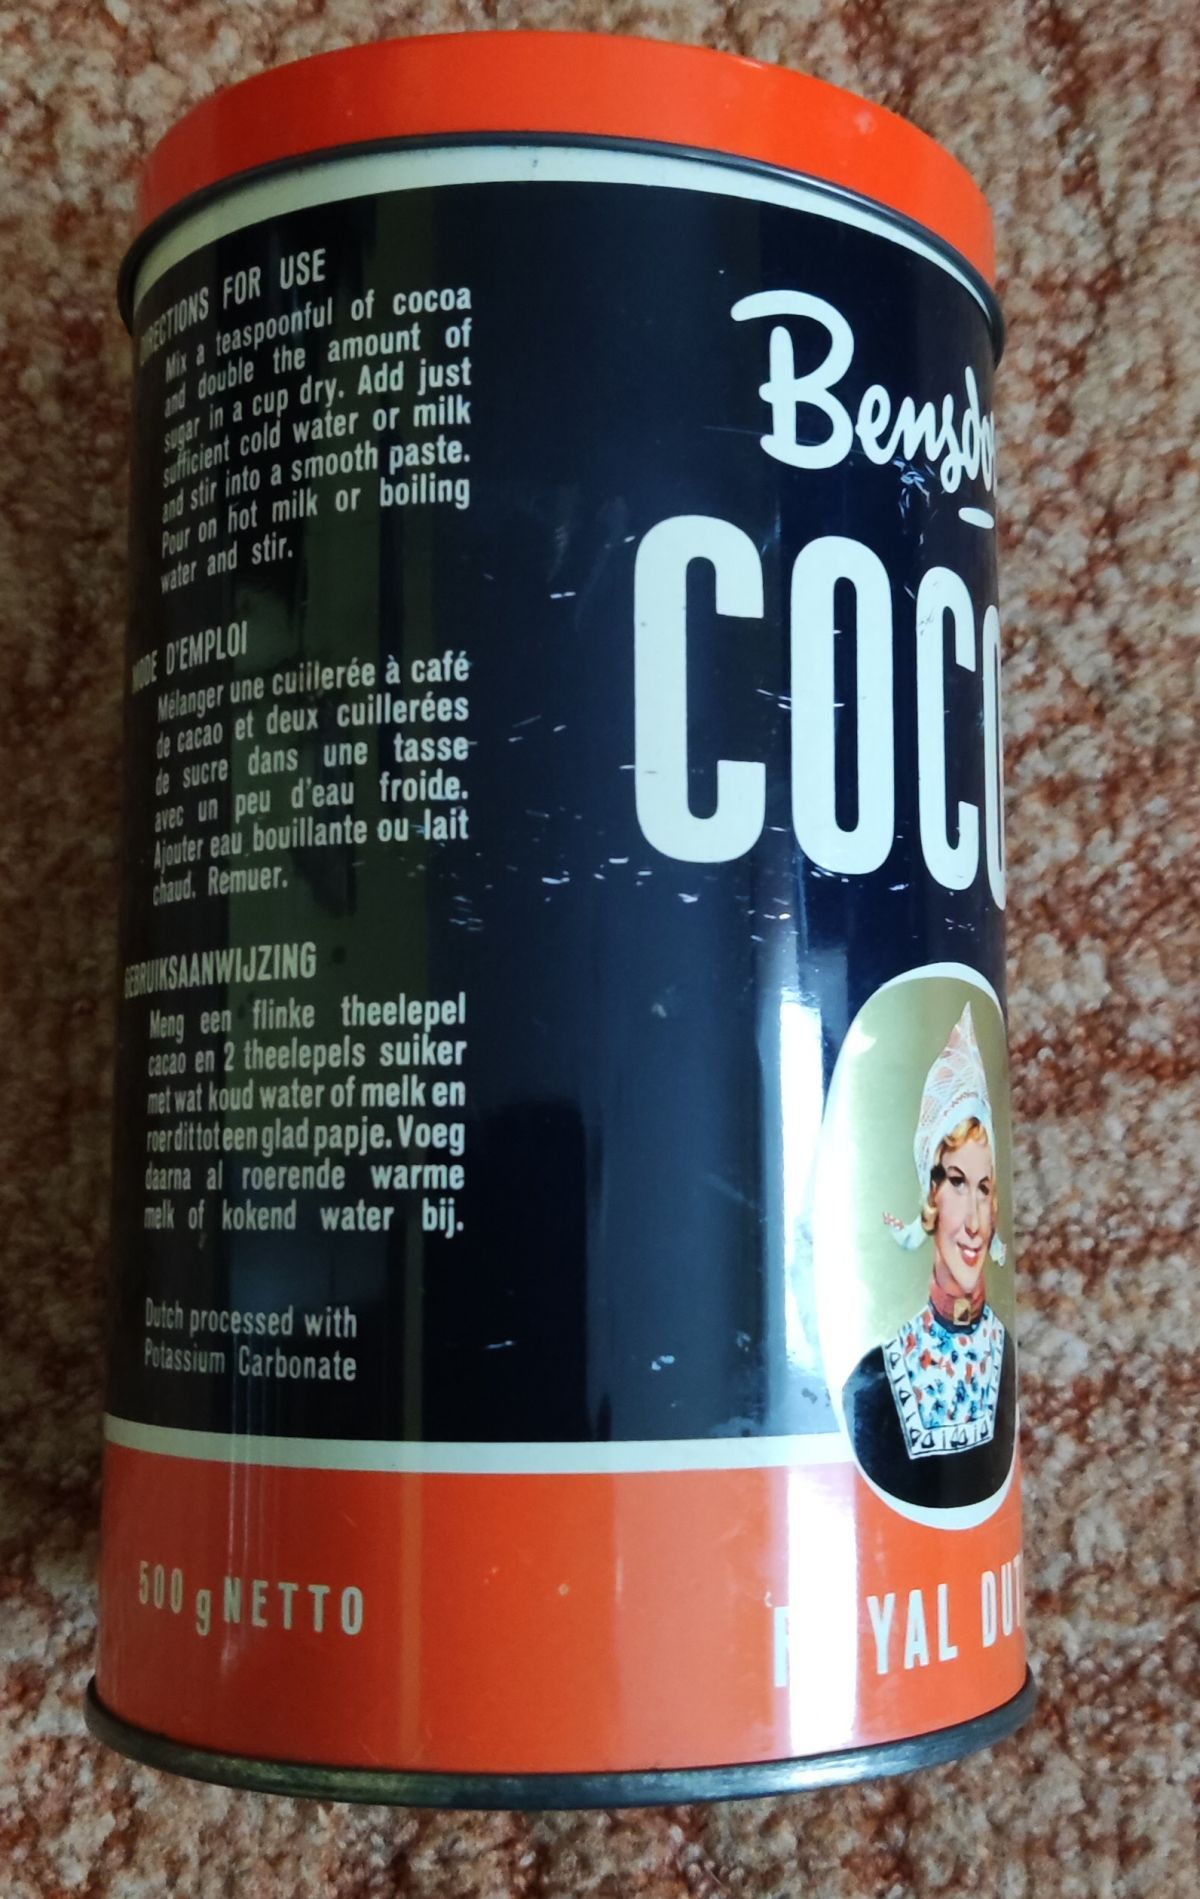 DIRECTIONS FOR USE
Mix a teaspoonful of cocoa
and double the amount of
sugar in a cup dry. Add just
sufficient cold water or milk
and stir into a smooth paste.
Pour on hot milk or boiling
water and stir.
MODE D'EMPLOI
Mélanger une cuillerée à café
de cacao et deux cuillerées
de sucre dans une tasse
avec un peu d'eau froide.
Ajouter eau bouillante ou lait
chaud. Remuer.
GEBRUIKSAANWIJZING
Meng een flinke theelepel
cacao en 2 theelepels suiker
met wat koud water of melk en
roer dit tot een glad papje. Voeg
daarna al roerende warme
melk of kokend water bij.
Dutch processed with
Potassium Carbonate
500 g NETTO
Bensdo
COCO
ROYAL DUT